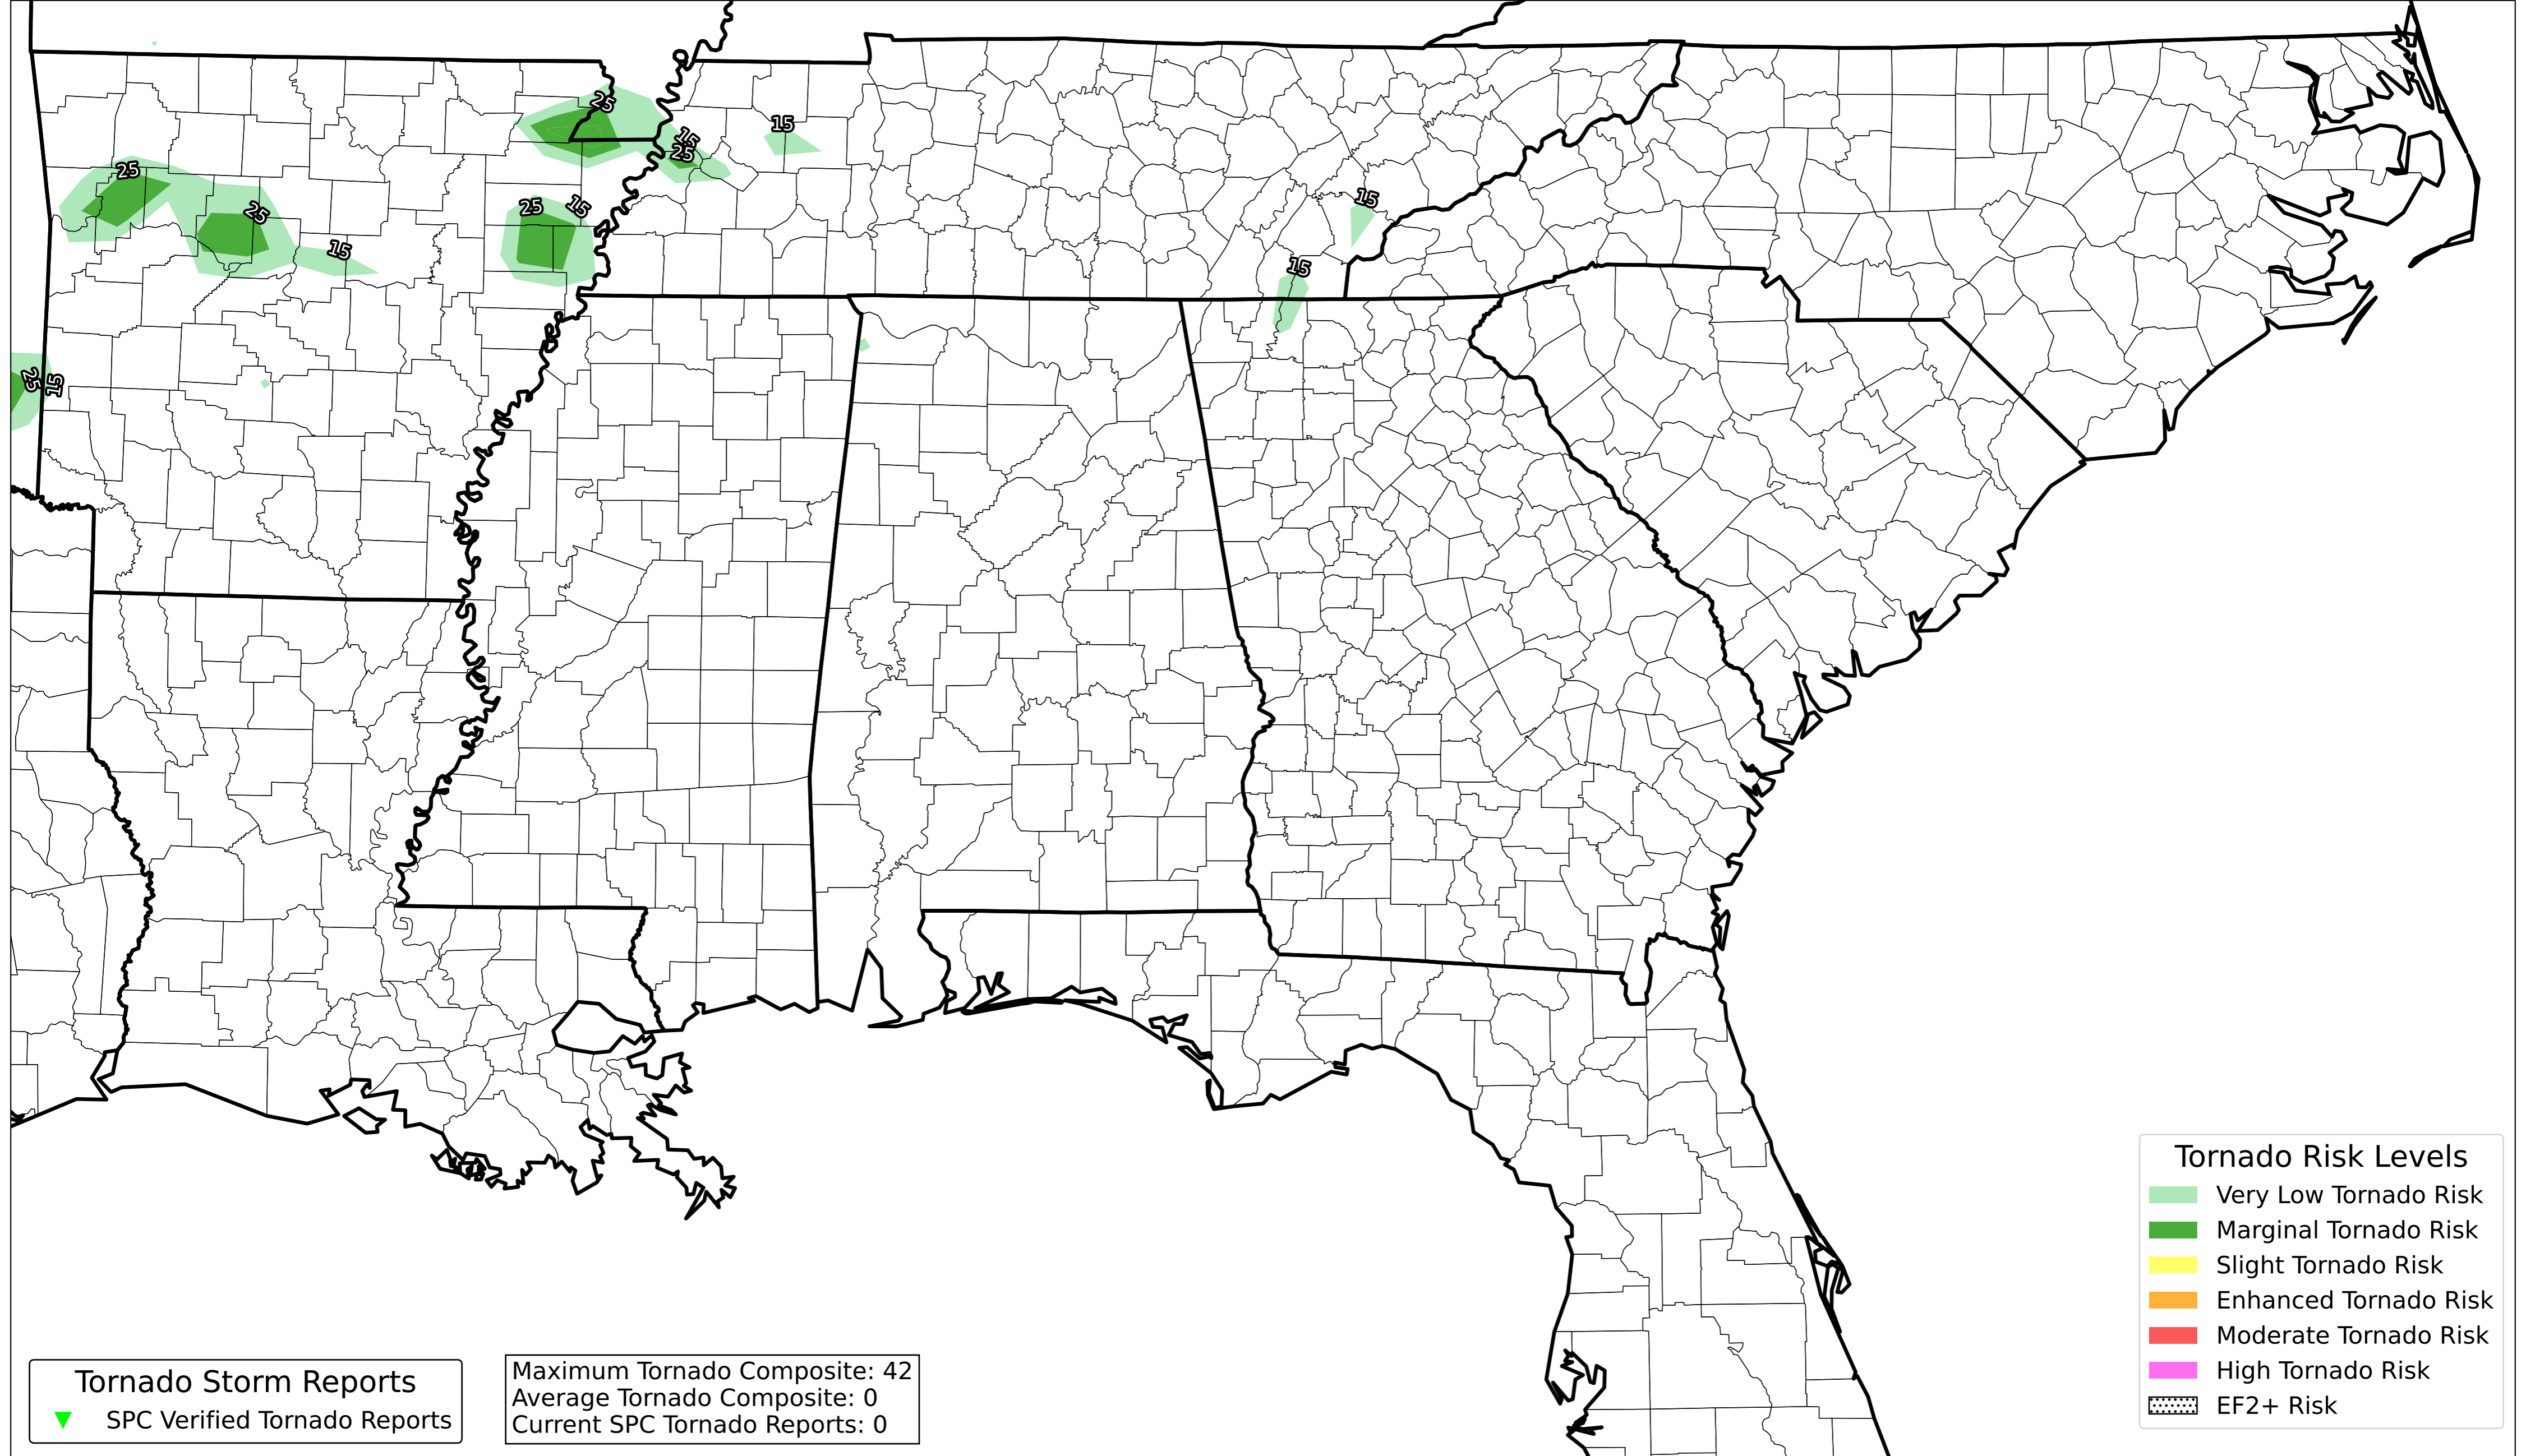 25
15
25
15
25
25
25
15
15
15
15
25
15
Tornado Risk Levels
Very Low Tornado Risk
Marginal Tornado Risk
Slight Tornado Risk
Enhanced Tornado Risk
Moderate Tornado Risk
High Tornado Risk
EF2+ Risk
Tornado Storm Reports
SPC Verified Tornado Reports
Maximum Tornado Composite: 42
Average Tornado Composite: 0
Current SPC Tornado Reports: 0